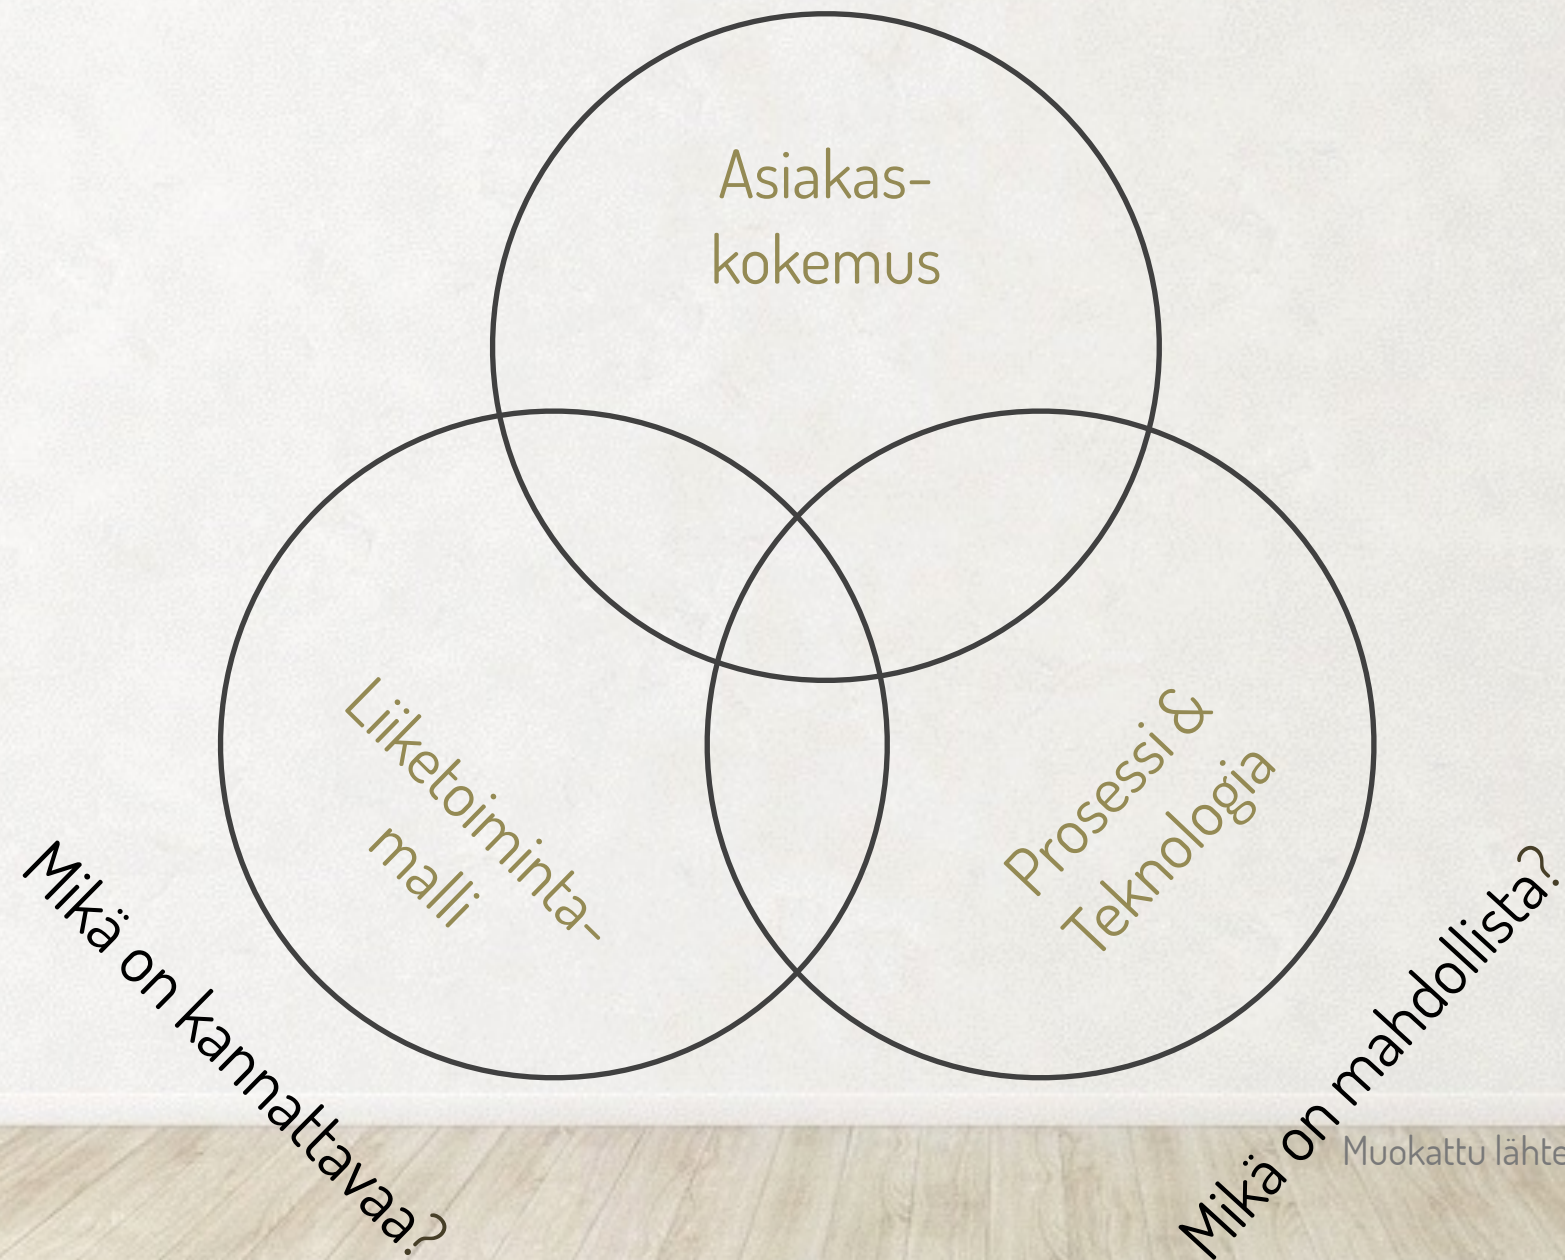 Asiakas-
kokemus
Liiketoiminta-
malli
Prosessi &
Teknologia
Mikä on kannattavaa?
Mikä on mahdollista?
Muokattu lähte